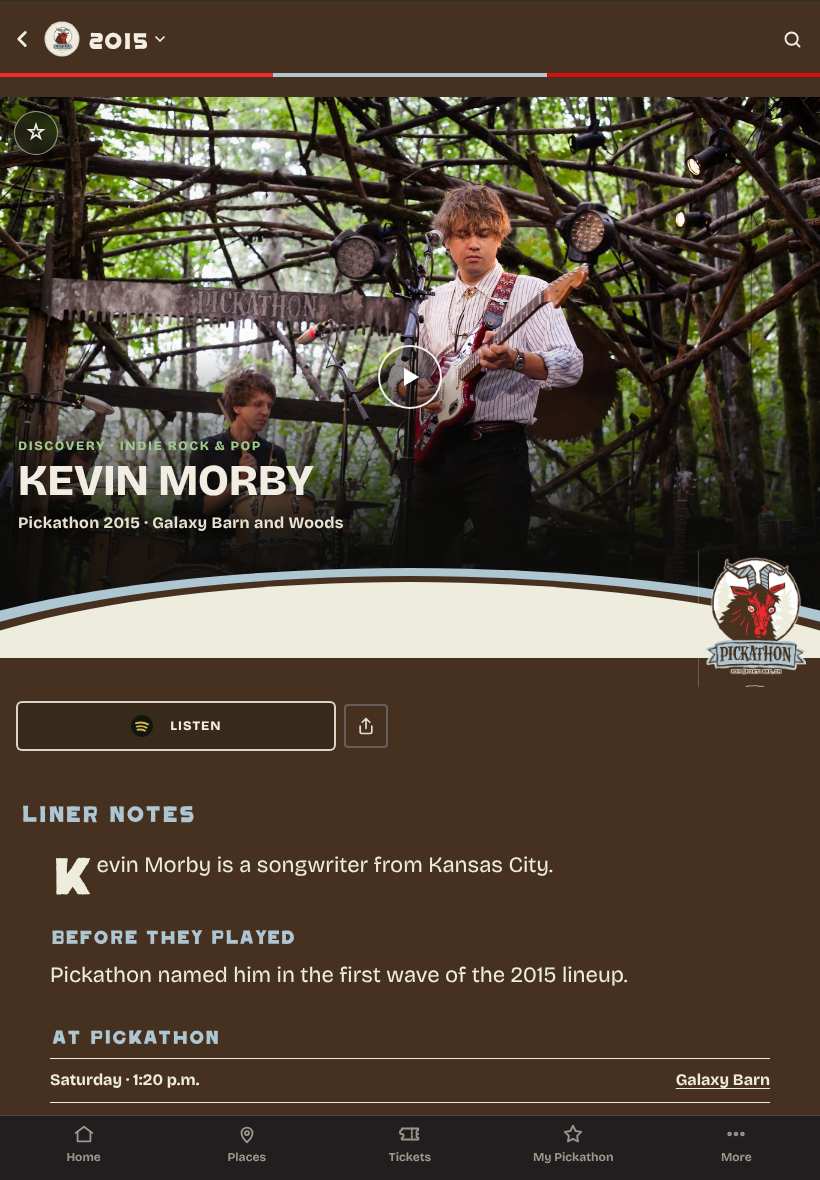 2015
PICKATHON
DISCOVERY · INDIE ROCK & POP
KEVIN MORBY
Pickathon 2015 · Galaxy Barn and Woods
PICKATHON
LISTEN
LINER NOTES
Kevin Morby is a songwriter from Kansas City.
BEFORE THEY PLAYED
Pickathon named him in the first wave of the 2015 lineup.
AT PICKATHON
Saturday · 1:20 p.m.
Galaxy Barn
Home
Places
Tickets
My Pickathon
More